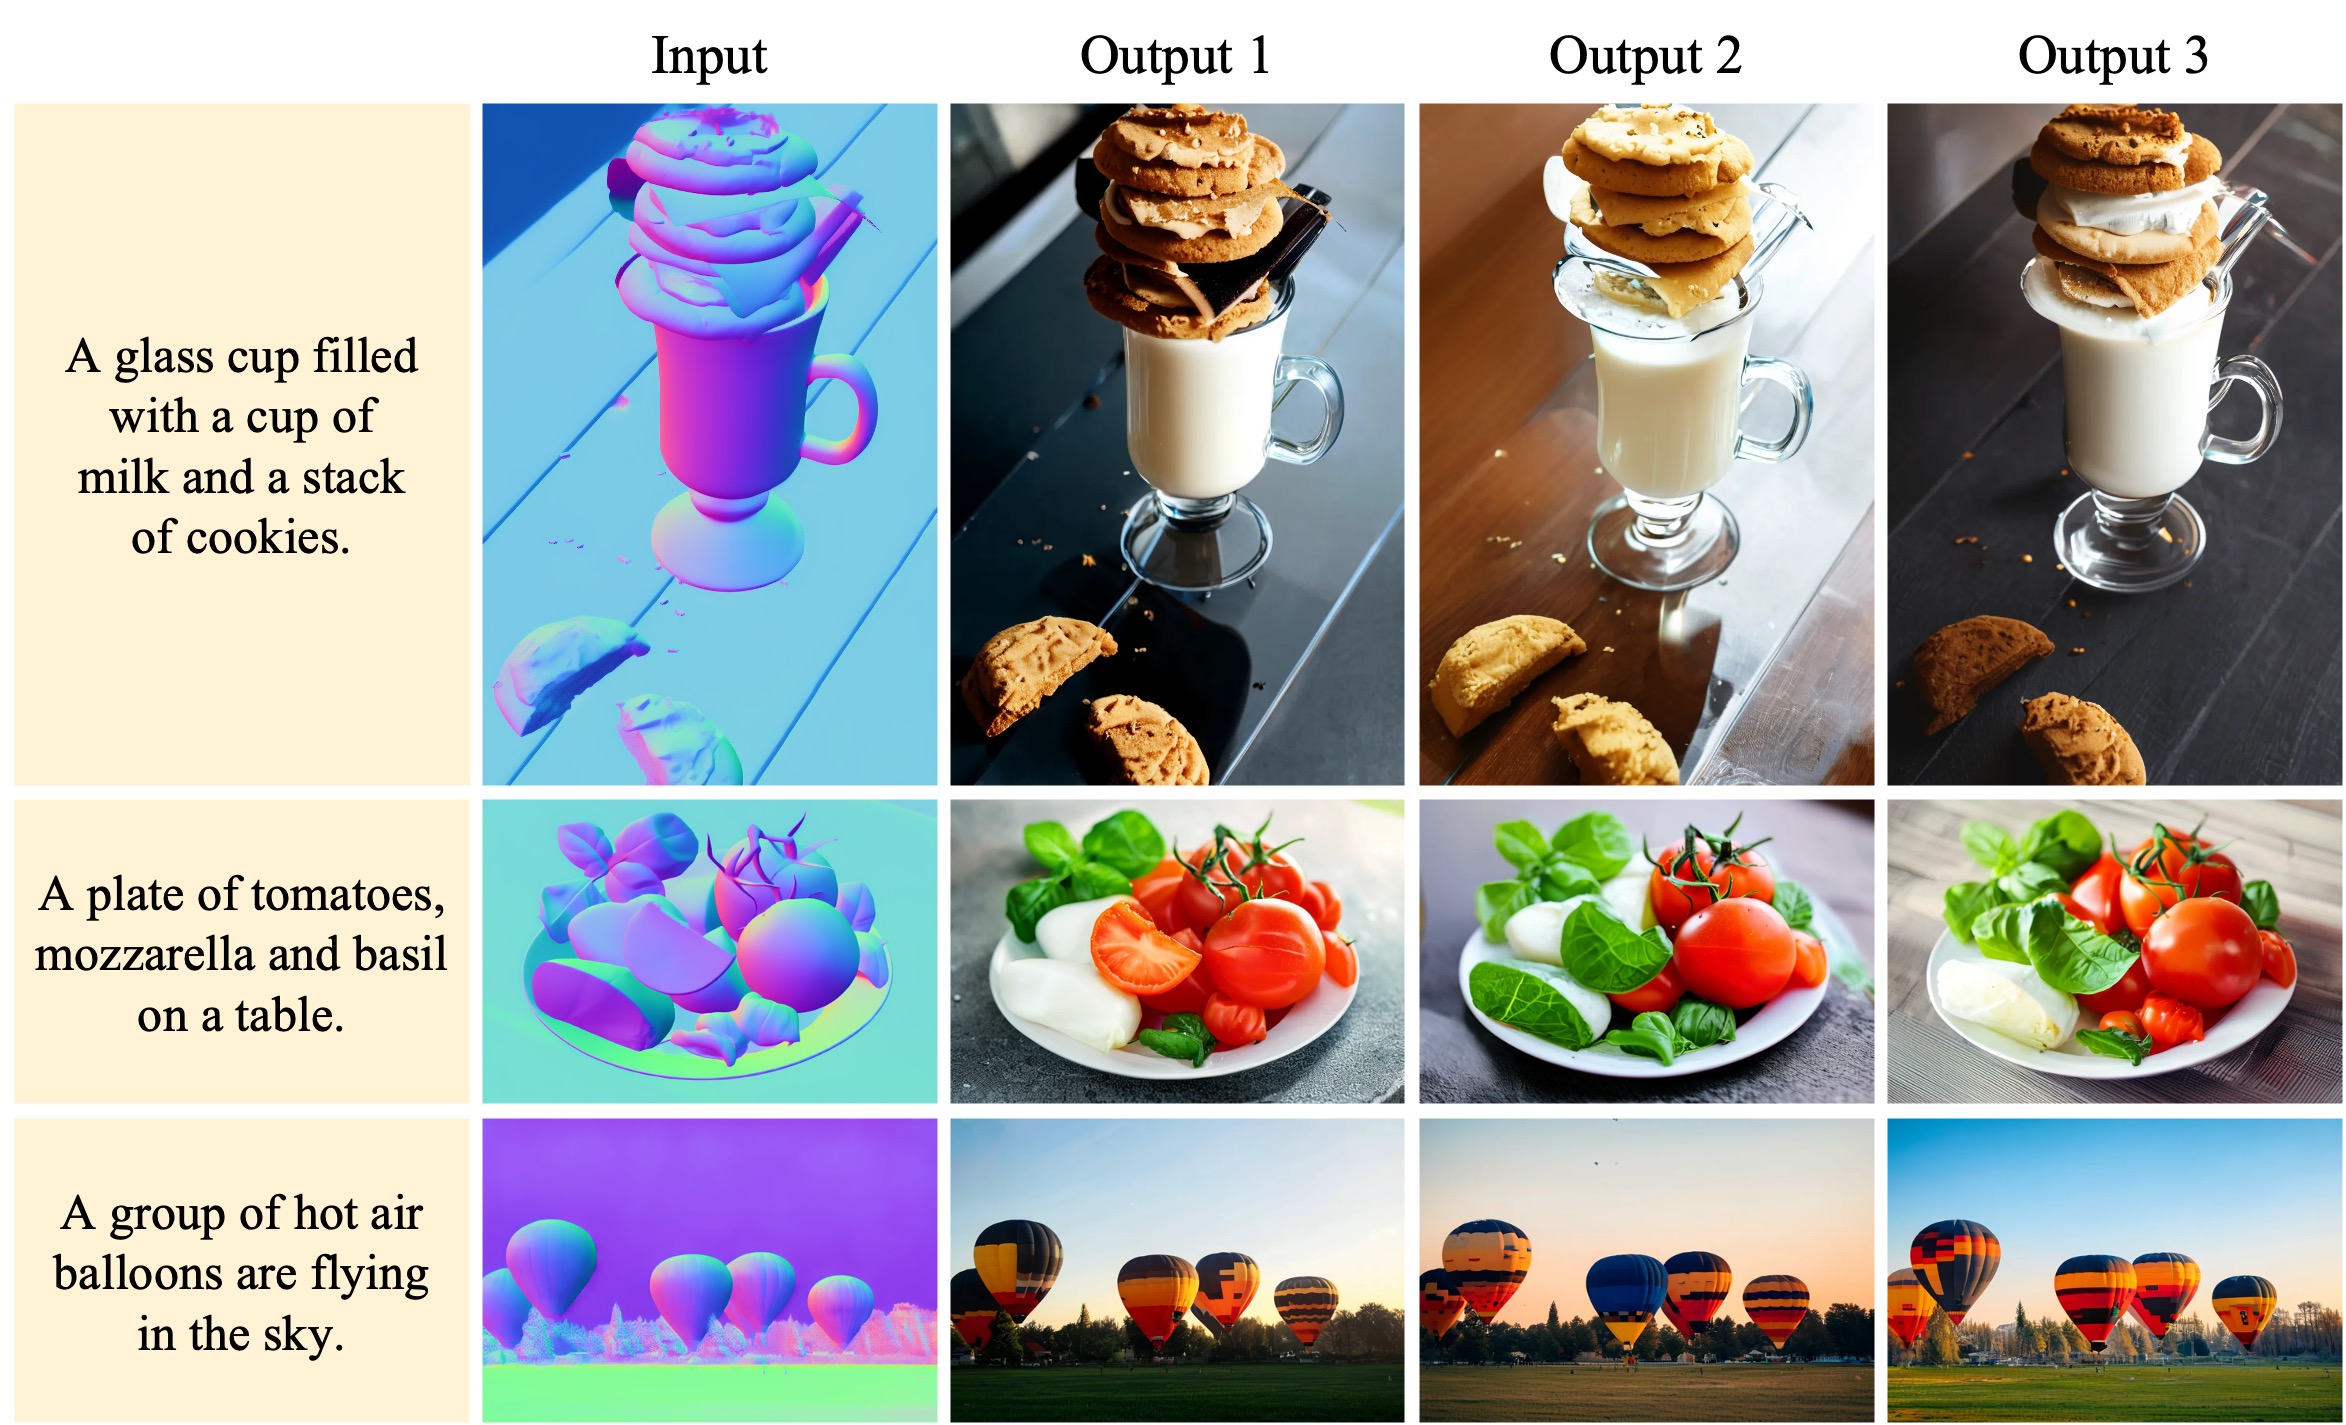 Input
Output 1
Output 2
Output 3
A glass cup filled
with a cup of
milk and a stack
of cookies.
A plate of tomatoes,
mozzarella and basil
on a table.
A group of hot air
balloons are flying
in the sky.